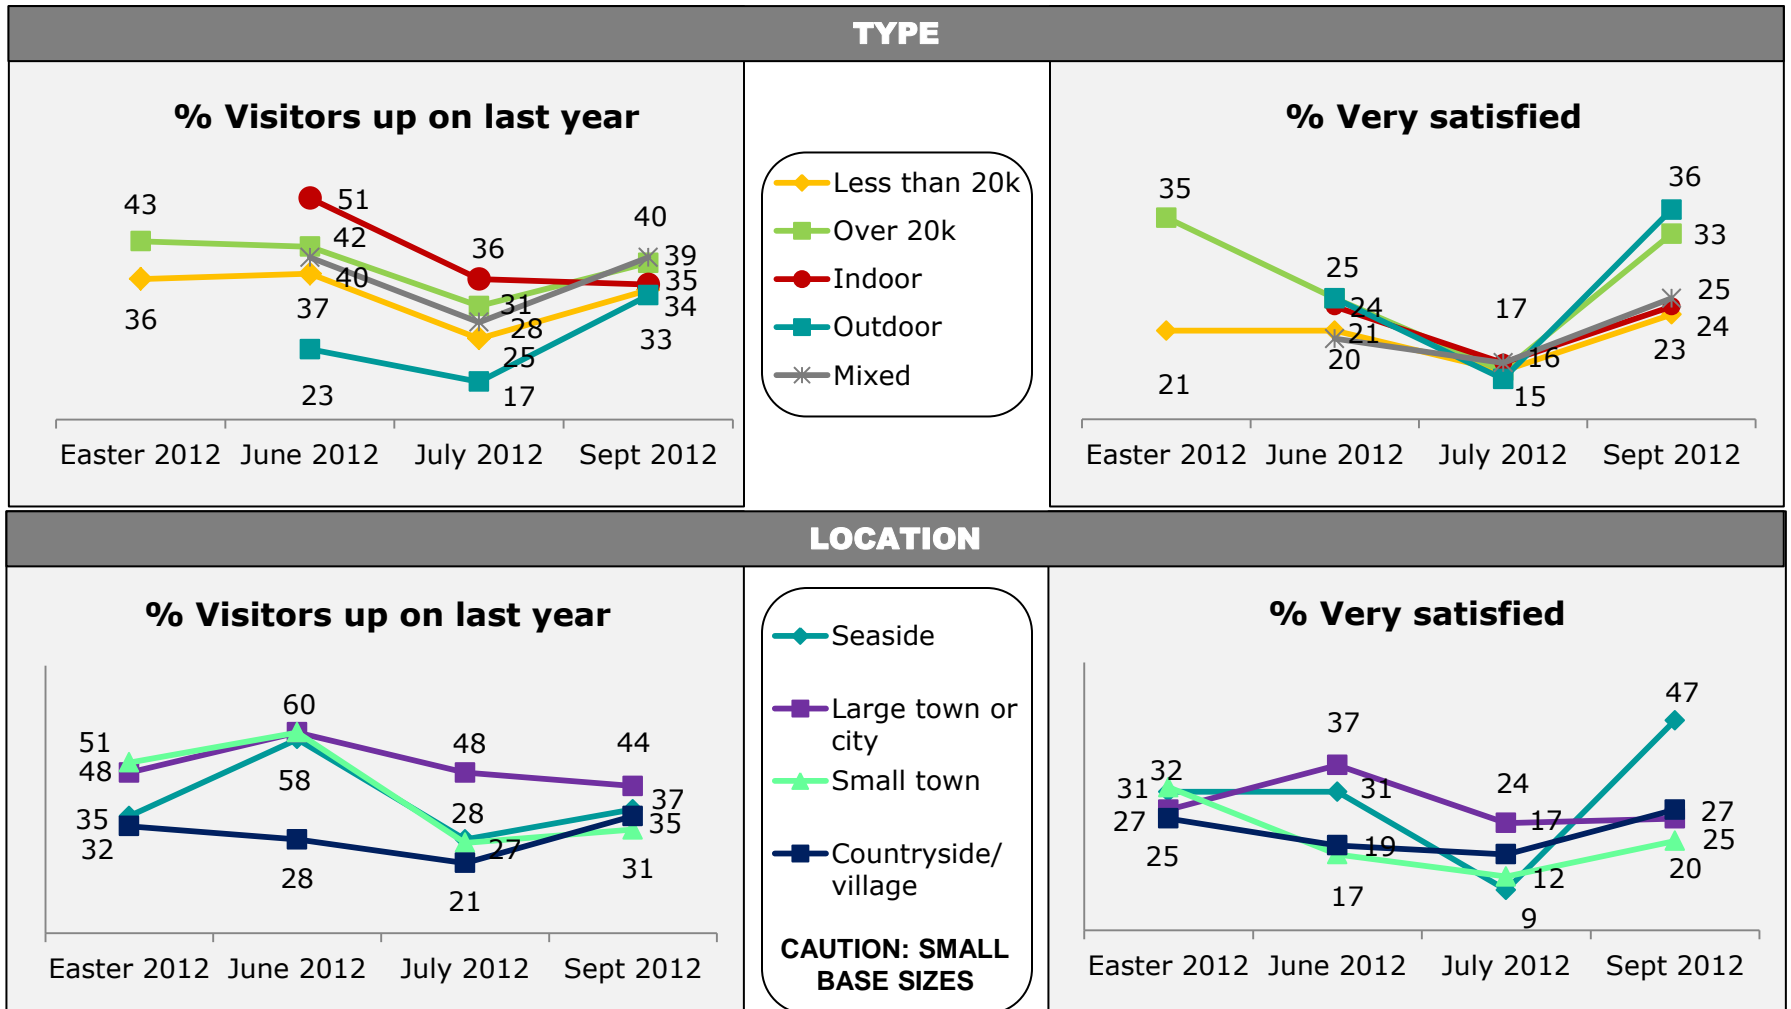 TYPE
% Visitors up on last year
43
36
51
42
40
37
23
36
31
28
25
17
40
39
35
34
33
Easter 2012 June 2012 July 2012 Sept 2012
Less than 20k
Over 20k
Indoor
Outdoor
Mixed
% Very satisfied
35
21
25
24
21
20
17
16
15
36
33
25
24
23
Easter 2012 June 2012 July 2012 Sept 2012
LOCATION
% Visitors up on last year
51
48
35
32
60
58
28
48
28
27
21
44
37
35
31
Easter 2012 June 2012 July 2012 Sept 2012
Seaside
Large town or
city
Small town
Countryside/
village
CAUTION: SMALL
BASE SIZES
% Very satisfied
32
31
27
25
37
31
19
17
24
17
12
9
47
27
25
20
Easter 2012 June 2012 July 2012 Sept 2012